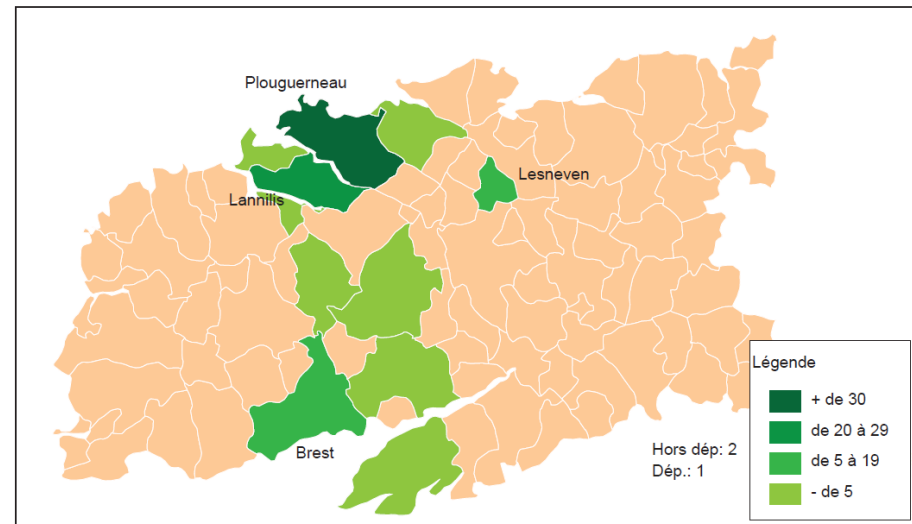 Plouguerneau
Lesneven
Lannilis
Brest
Hors dép: 2
Dép.: 1
Légende
+ de 30
de 20 à 29
de 5 à 19
- de 5